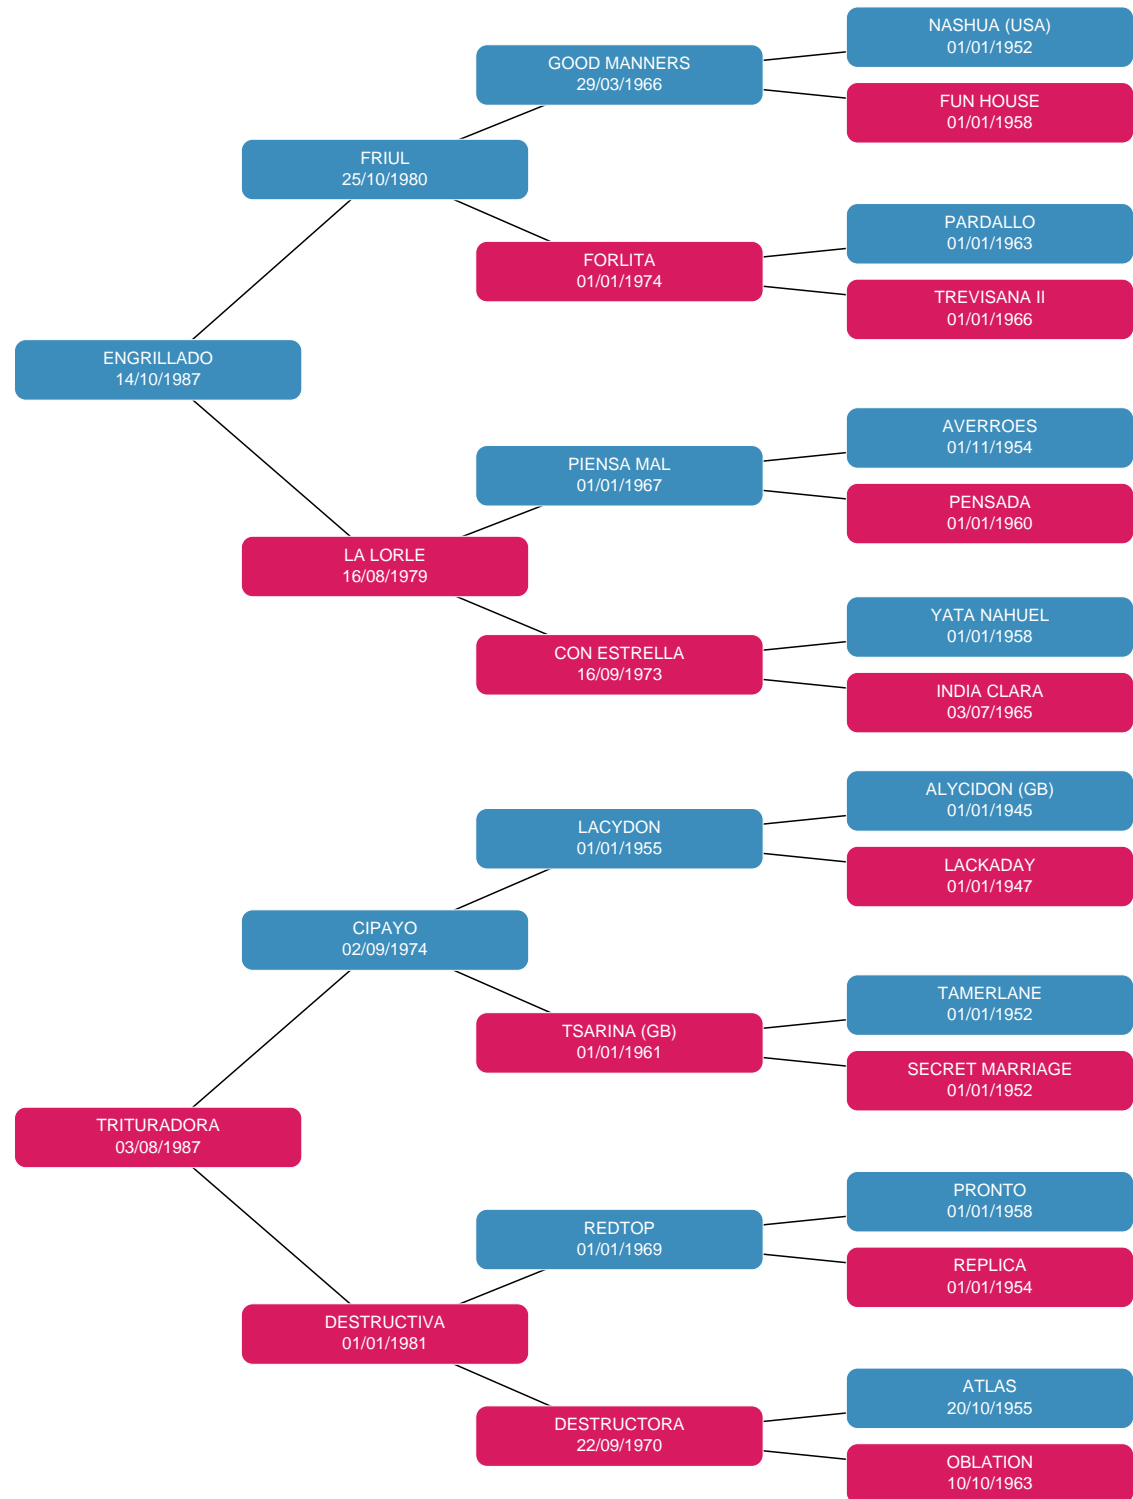 NASHUA (USA)
01/01/1952
GOOD MANNERS
29/03/1966
FUN HOUSE
01/01/1958
FRIUL
25/10/1980
PARDALLO
01/01/1963
FORLITA
01/01/1974
TREVISANA II
01/01/1966
ENGRILLADO
14/10/1987
AVERROES
01/11/1954
PIENSA MAL
01/01/1967
PENSADA
01/01/1960
LA LORLE
16/08/1979
YATA NAHUEL
01/01/1958
CON ESTRELLA
16/09/1973
INDIA CLARA
03/07/1965
ALYCIDON (GB)
01/01/1945
LACYDON
01/01/1955
LACKADAY
01/01/1947
CIPAYO
02/09/1974
TAMERLANE
01/01/1952
TSARINA (GB)
01/01/1961
SECRET MARRIAGE
01/01/1952
TRITURADORA
03/08/1987
PRONTO
01/01/1958
REDTOP
01/01/1969
REPLICA
01/01/1954
DESTRUCTIVA
01/01/1981
ATLAS
20/10/1955
DESTRUCTORA
22/09/1970
OBLATION
10/10/1963